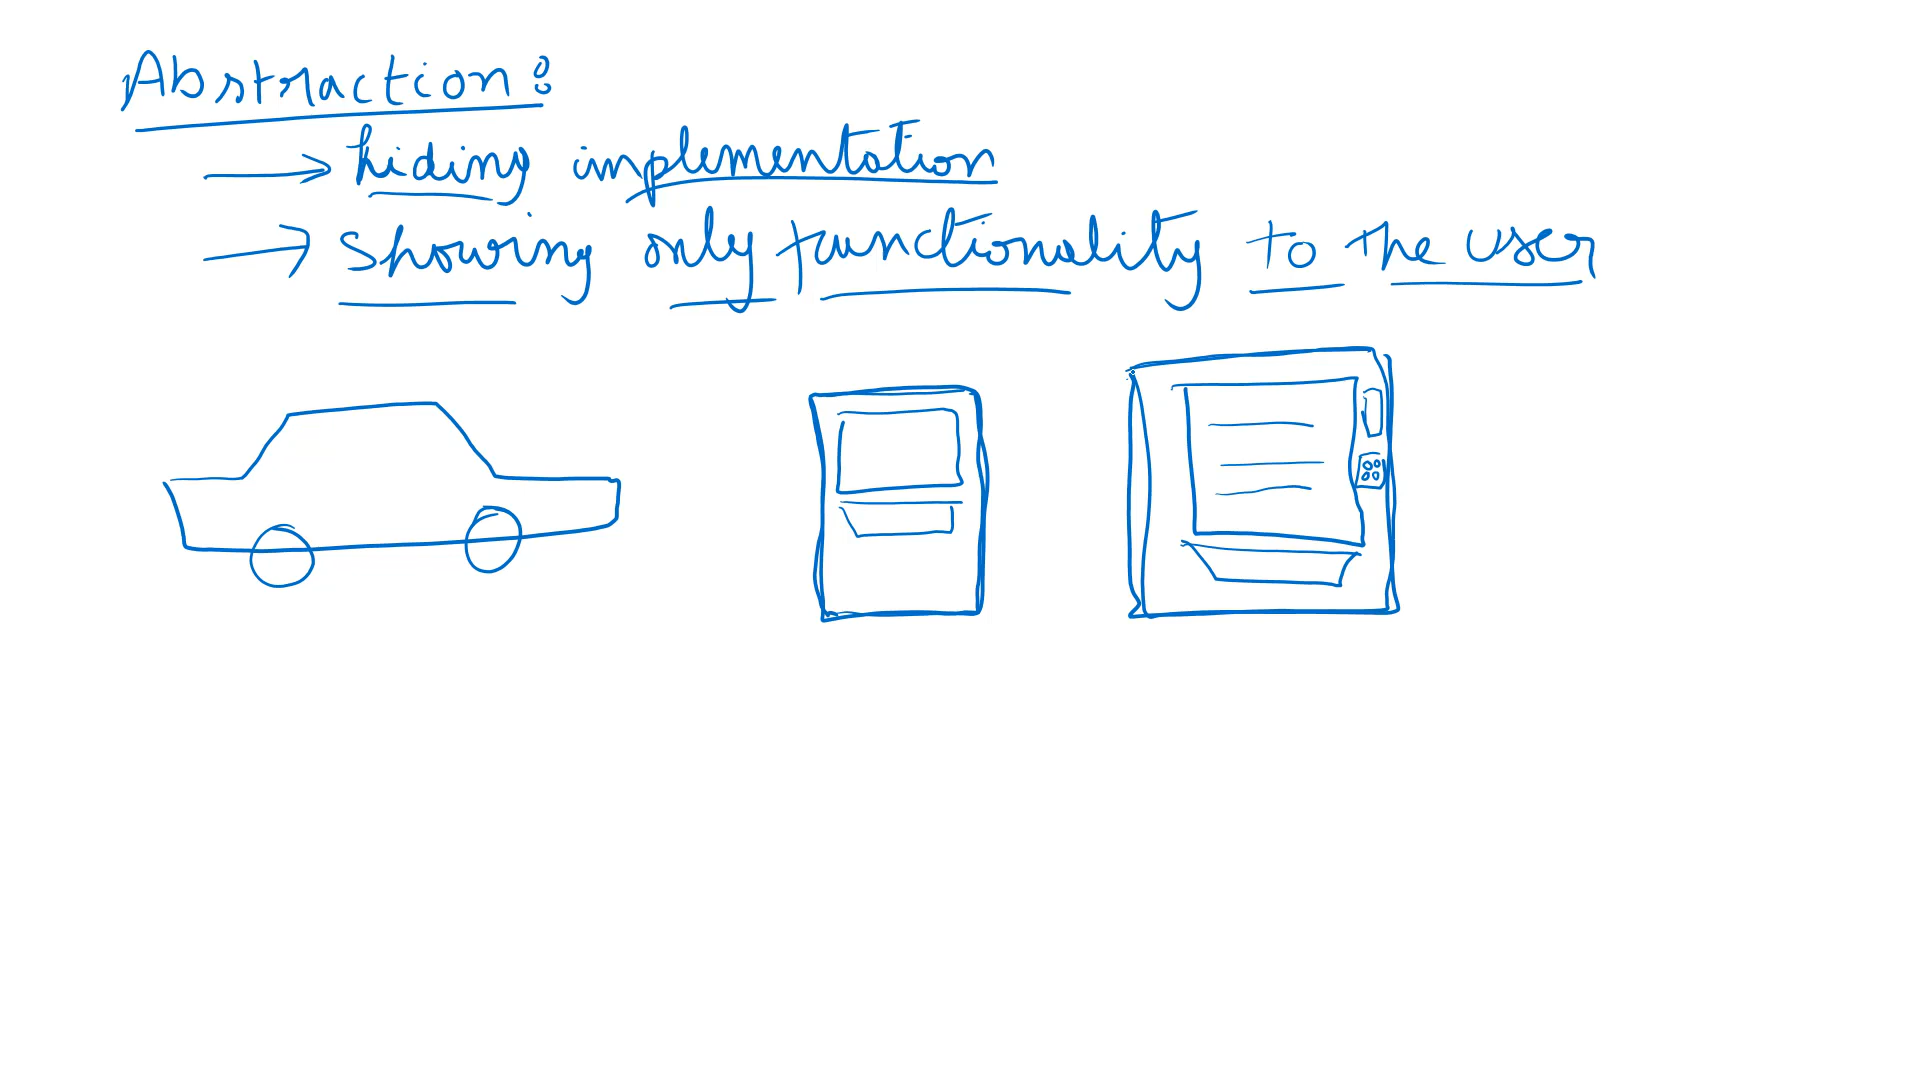 Abstraction:
→ hiding implementation
→ showing only functionality to the user